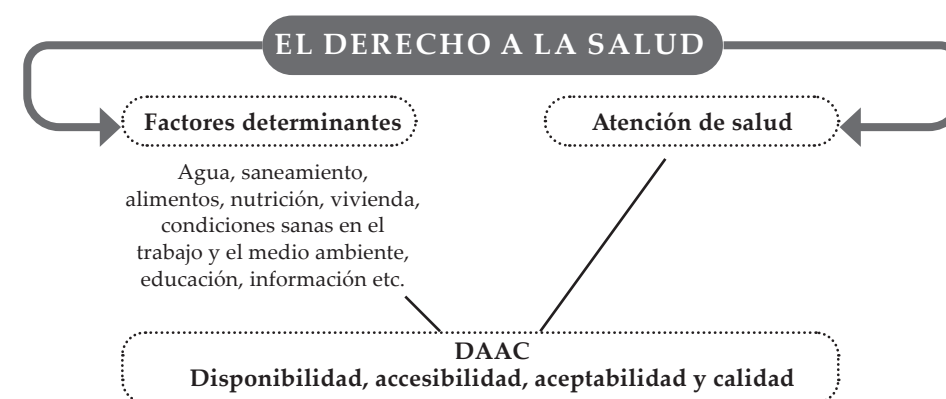 EL DERECHO A LA SALUD
Factores determinantes
Atención de salud
Agua, saneamiento,
alimentos, nutrición, vivienda,
condiciones sanas en el
trabajo y el medio ambiente,
educación, información etc.
DAAC
Disponibilidad, accesibilidad, aceptabilidad y calidad